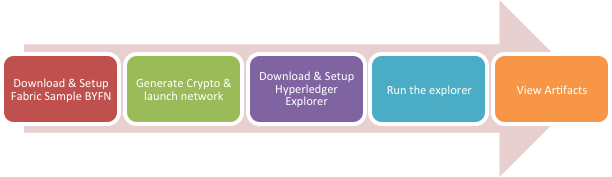 Download & Setup
Fabric Sample BYFN
Generate Crypto &
launch network
Download & Setup
Hyperledger
Explorer
Run the explorer
View Artifacts